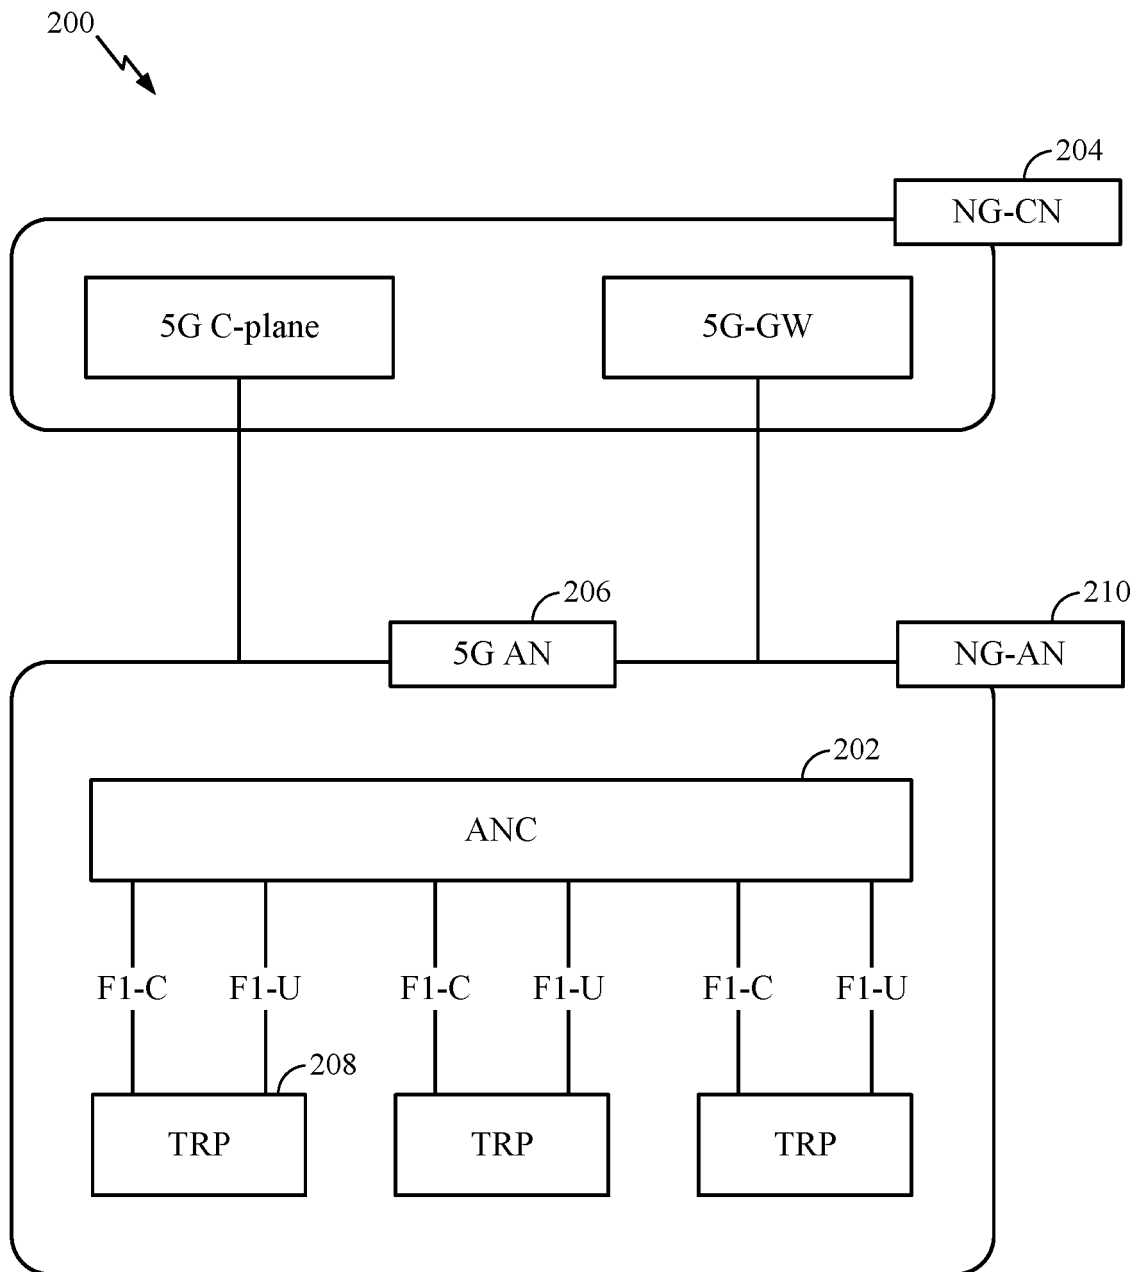 200
204
NG-CN
5G C-plane
5G-GW
206
210
5G AN
NG-AN
202
ANC
F1-C
F1-U
F1-C
F1-U
F1-C
F1-U
208
TRP
TRP
TRP